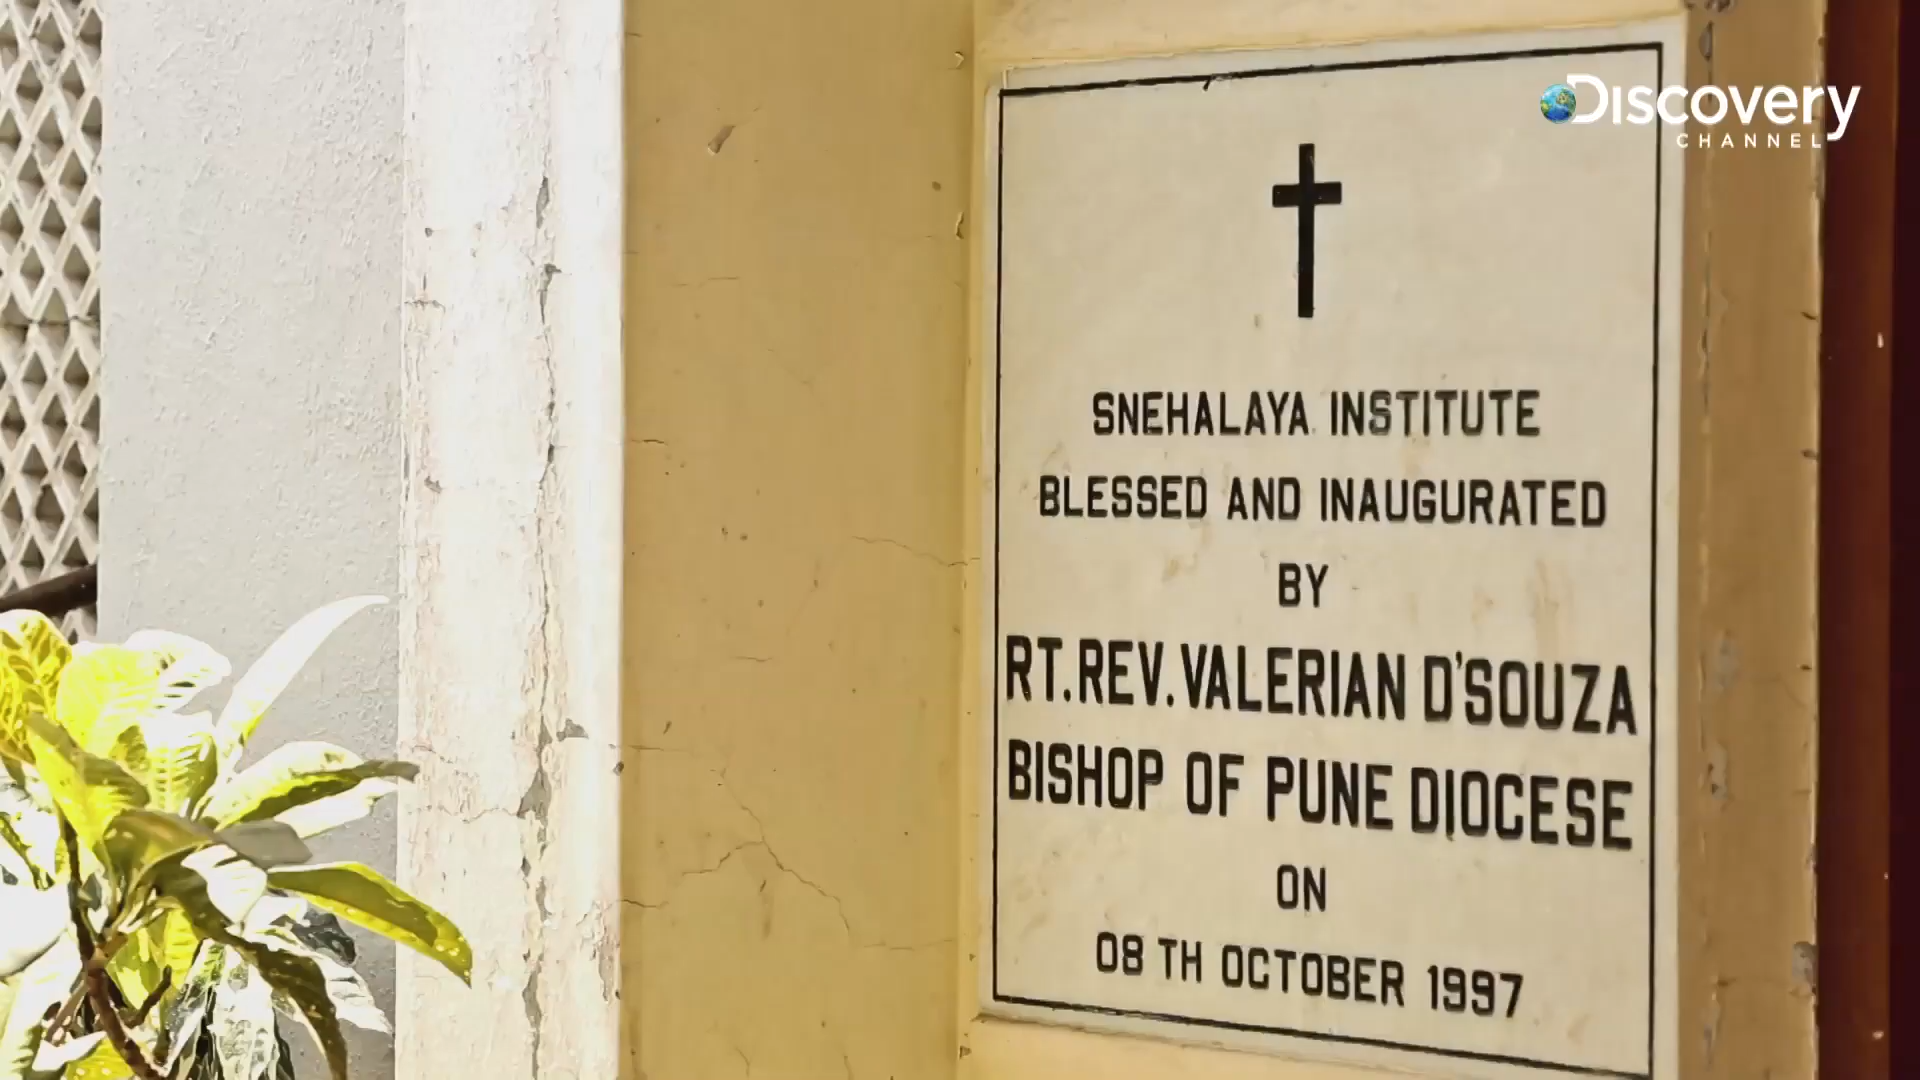 Discovery
CHANNEL
SNEHALAYA INSTITUTE
BLESSED AND INAUGURATED
BY
RT. REV. VALERIAN D'SOUZA
BISHOP OF PUNE DIOCESE
ON
08 TH OCTOBER 1997